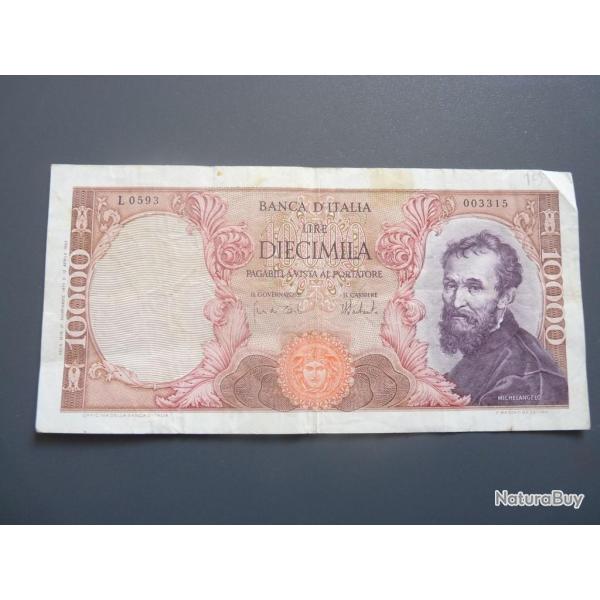 L 0593
003315
BANCA D'ITALIA
LIRE
DIECIMILA
PAGABILI A VISTA AL PORTATORE
IL GOVERNATORE IL CASSIERE
10000
10000
MICHELANGELO
OFFICINA DELLA BANCA D'ITALIA
NaturaBuy